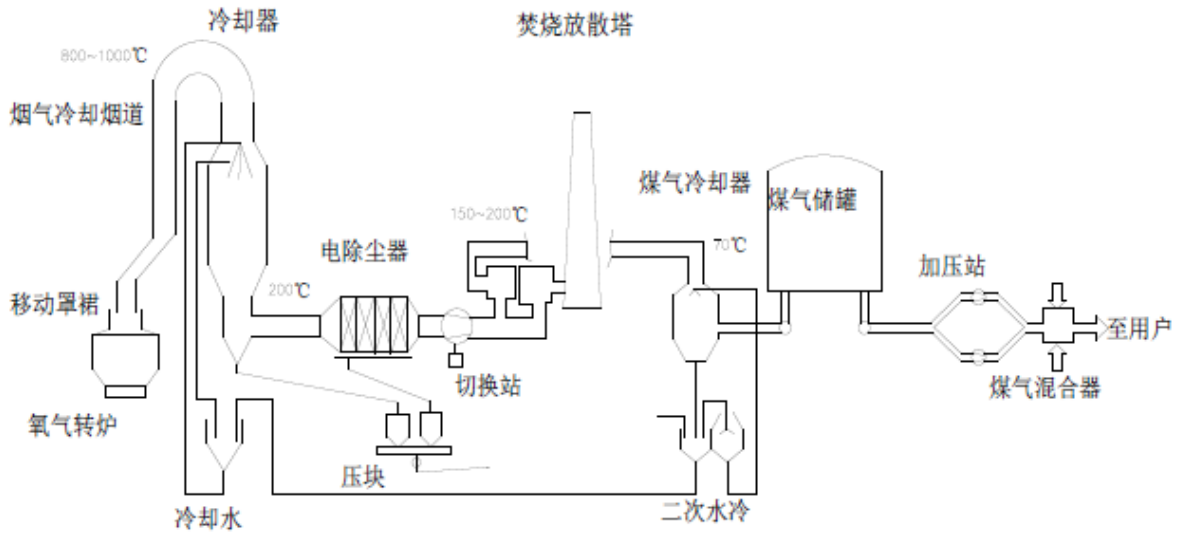 冷却器
焚烧放散塔
800~1000℃
烟气冷却烟道
煤气冷却器
煤气储罐
150~200℃
70℃
电除尘器
加压站
200℃
移动罩裙
至用户
切换站
煤气混合器
氧气转炉
压块
冷却水
二次水冷